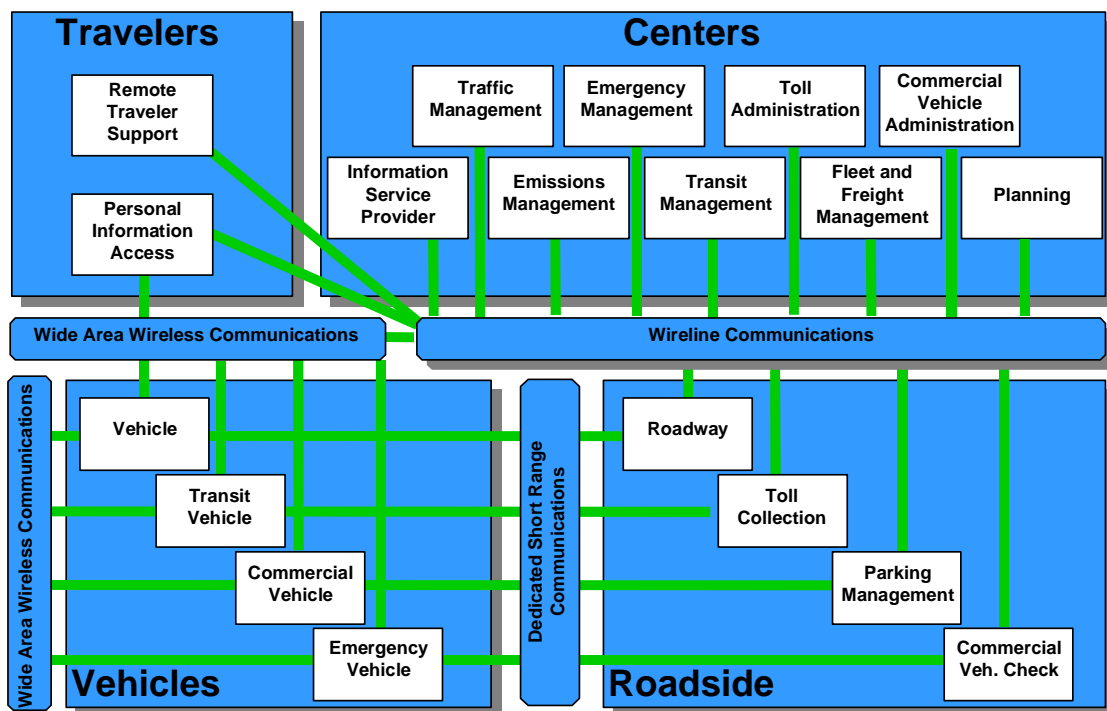 Travelers
Remote
Traveler
Support
Personal
Information
Access
Centers
Traffic
Management
Emergency
Management
Toll
Administration
Commercial
Vehicle
Administration
Information
Service
Provider
Emissions
Management
Transit
Management
Fleet and
Freight
Management
Planning
Wide Area Wireless Communications
Wireline Communications
Wide Area Wireless Communications
Vehicle
Transit
Vehicle
Commercial
Vehicle
Emergency
Vehicle
Vehicles
Dedicated Short Range
Communications
Roadway
Toll
Collection
Parking
Management
Commercial
Veh. Check
Roadside